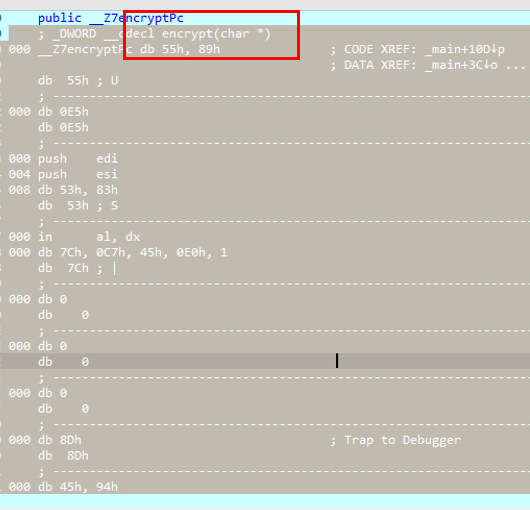 public __Z7encryptPc
; _DWORD __cdecl encrypt(char *)
000 __Z7encryptPc db 55h, 89h ; CODE XREF: _main+10D↓p
; DATA XREF: _main+3C↓o ...
db 55h ; U
; ------------------------------------------------------------
000 db 0E5h
db 0E5h
; ------------------------------------------------------------
000 push edi
004 push esi
008 db 53h, 83h
db 53h ; S
; ------------------------------------------------------------
000 in al, dx
000 db 7Ch, 0C7h, 45h, 0E0h, 1
db 7Ch ; |
; ------------------------------------------------------------
000 db 0
db 0
; ------------------------------------------------------------
000 db 0
db 0
; ------------------------------------------------------------
000 db 0
db 0
; ------------------------------------------------------------
000 db 8Dh ; Trap to Debugger
db 8Dh
; ------------------------------------------------------------
000 db 45h, 94h